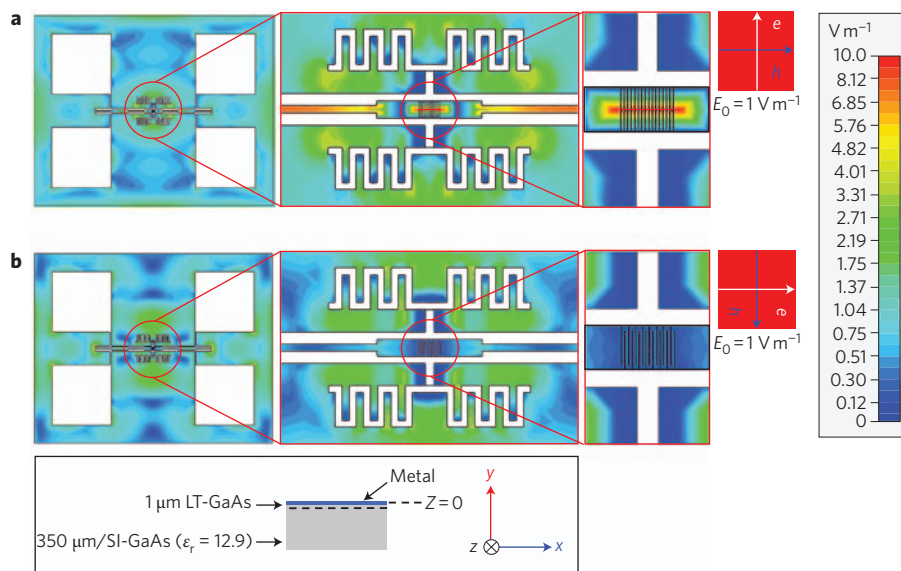 a
e
h
E₀ = 1 V m⁻¹
V m⁻¹
10.0
8.12
6.85
5.76
4.82
4.01
3.31
2.71
2.19
1.75
1.37
1.04
0.75
0.51
0.30
0.12
0
b
h
e
E₀ = 1 V m⁻¹
Metal
1 µm LT-GaAs
Z = 0
350 µm/SI-GaAs (εᵣ = 12.9)
y
z
x